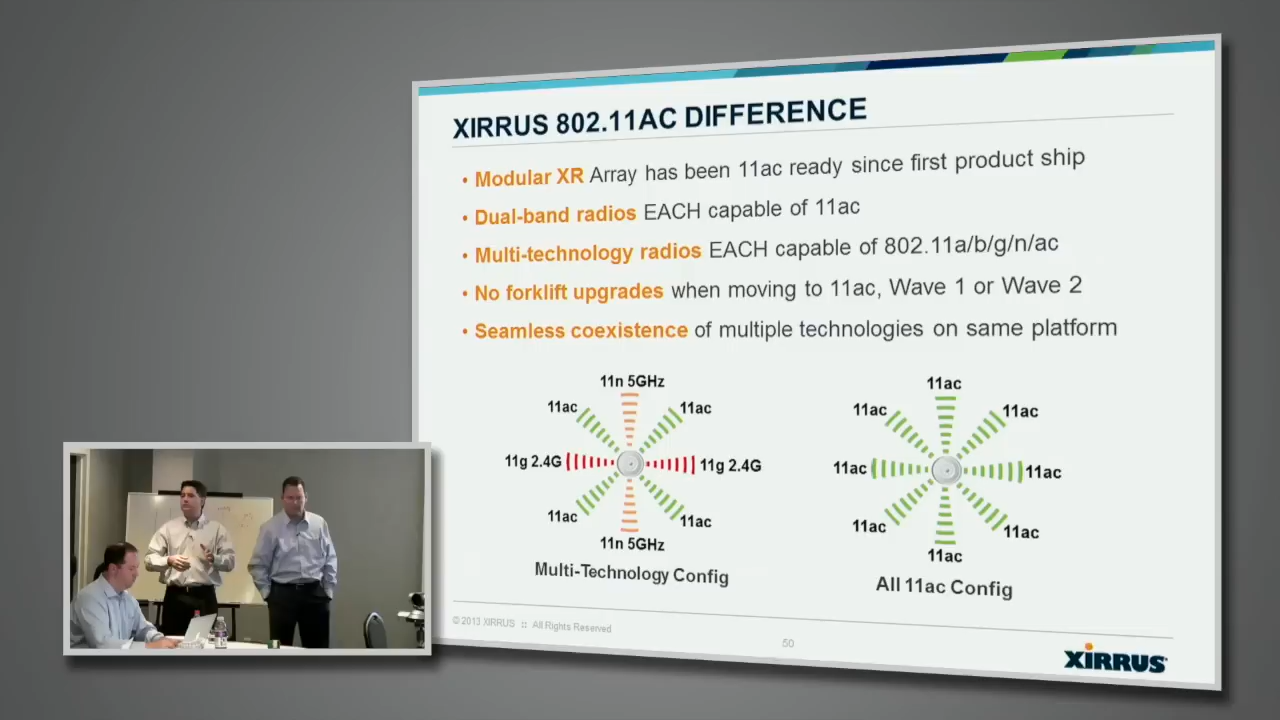 XIRRUS 802.11AC DIFFERENCE
• Modular XR Array has been 11ac ready since first product ship
• Dual-band radios EACH capable of 11ac
• Multi-technology radios EACH capable of 802.11a/b/g/n/ac
• No forklift upgrades when moving to 11ac, Wave 1 or Wave 2
• Seamless coexistence of multiple technologies on same platform
11n 5GHz
11ac
11ac
11g 2.4G
11g 2.4G
11ac
11ac
11n 5GHz
Multi-Technology Config
11ac
11ac
11ac
11ac
11ac
11ac
11ac
11ac
All 11ac Config
© 2013 XIRRUS :: All Rights Reserved
50
XIRRUS